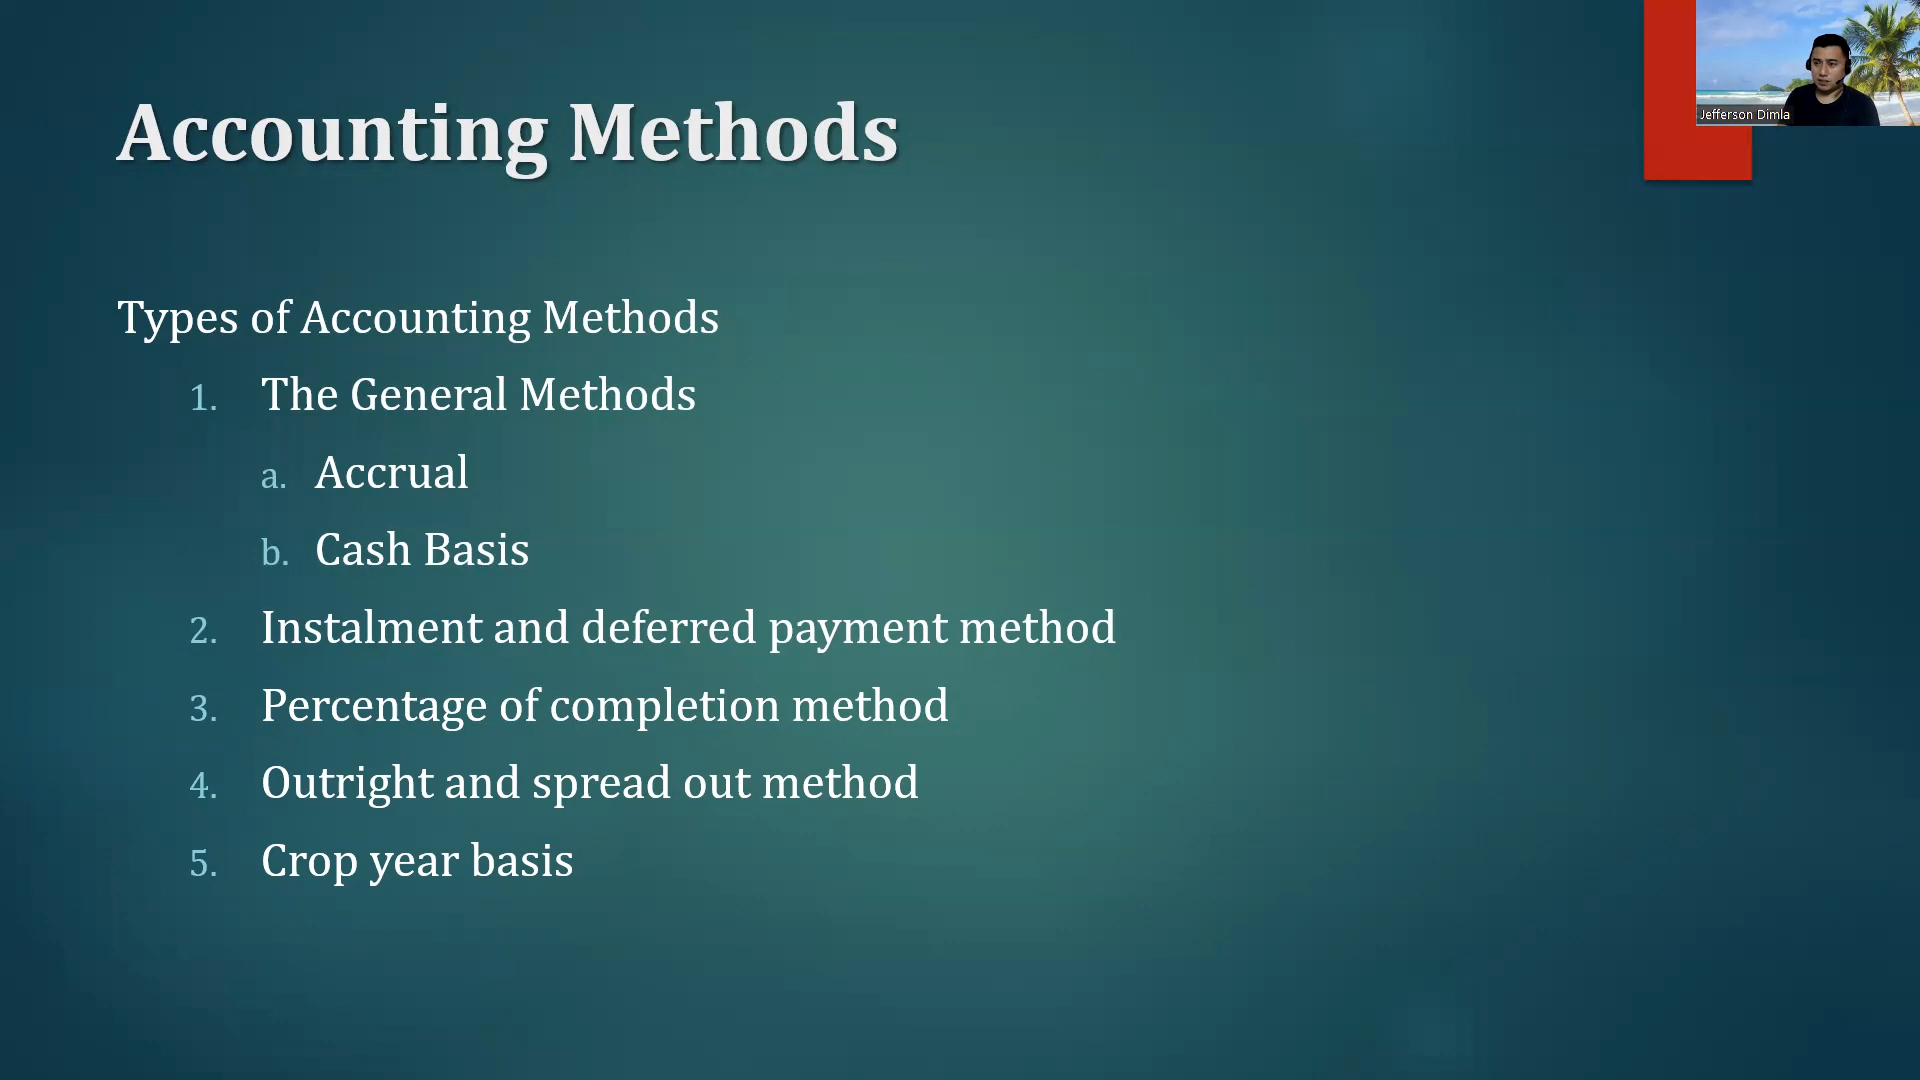 Accounting Methods
Jefferson Dimla
Types of Accounting Methods
1. The General Methods
a. Accrual
b. Cash Basis
2. Instalment and deferred payment method
3. Percentage of completion method
4. Outright and spread out method
5. Crop year basis